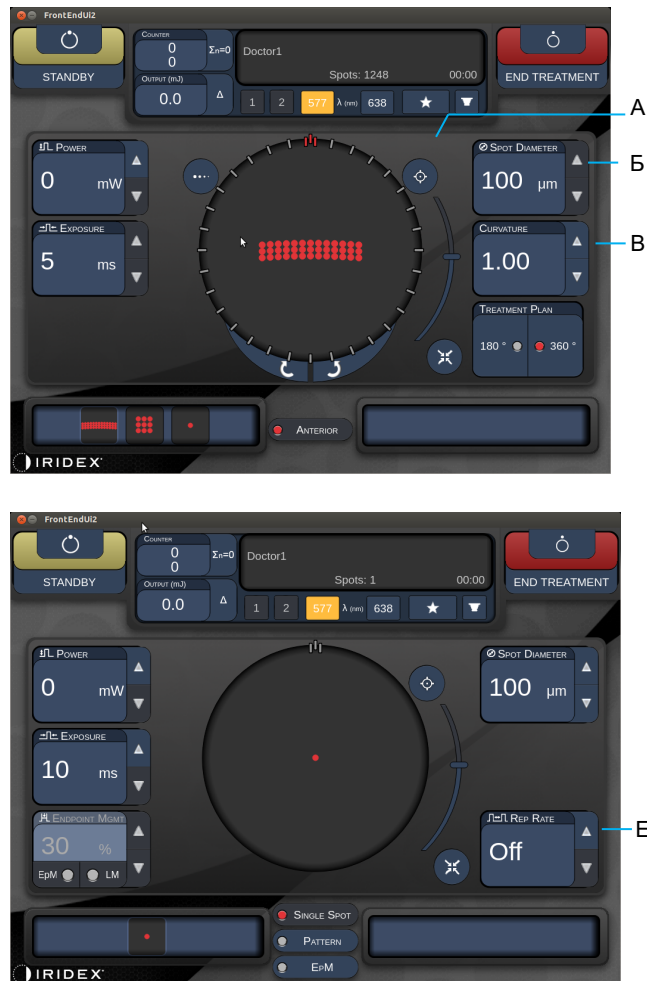 FrontEndUi2
STANDBY
COUNTER
0
0
Σn=0
OUTPUT (mJ)
0.0
Δ
Doctor1
Spots: 1248 00:00
1 2 577 λ (nm) 638
END TREATMENT
А
POWER
0 mW
EXPOSURE
5 ms
SPOT DIAMETER
100 μm
Б
CURVATURE
1.00
В
TREATMENT PLAN
180 ° 360 °
ANTERIOR
IRIDEX
FrontEndUi2
STANDBY
COUNTER
0
0
Σn=0
OUTPUT (mJ)
0.0
Δ
Doctor1
Spots: 1 00:00
1 2 577 λ (nm) 638
END TREATMENT
POWER
0 mW
EXPOSURE
10 ms
ENDPOINT MGMT
30 %
EpM LM
SPOT DIAMETER
100 μm
REP RATE
Off
Е
SINGLE SPOT
PATTERN
EPM
IRIDEX